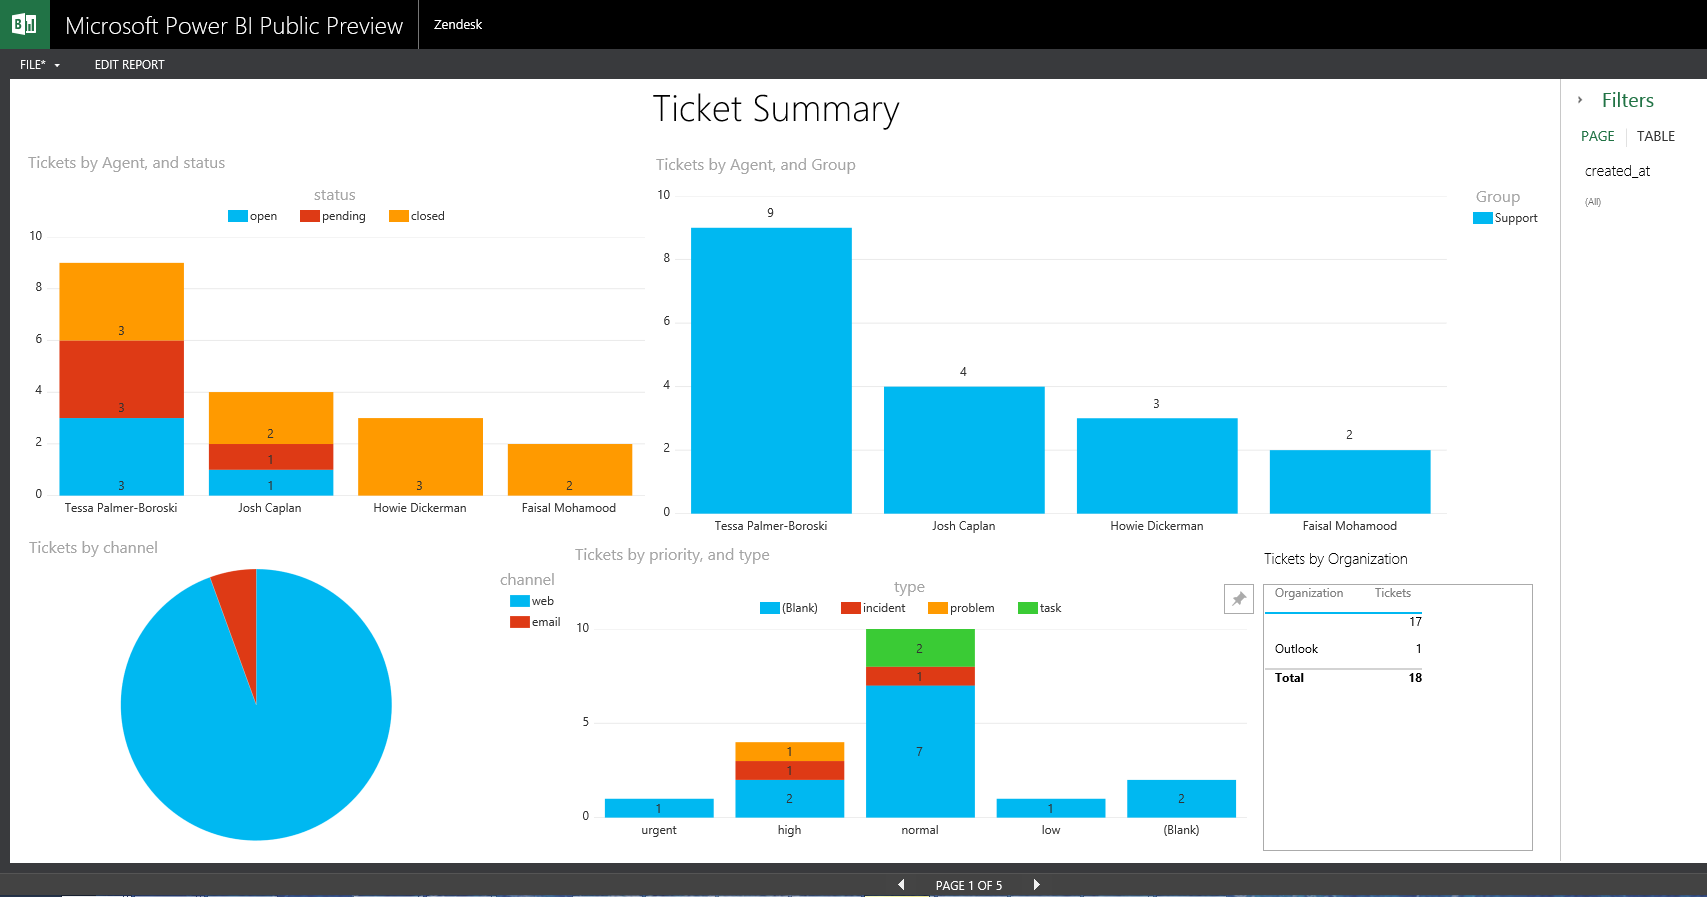 Microsoft Power BI Public Preview
Zendesk
FILE*
EDIT REPORT
Ticket Summary
Tickets by Agent, and status
status
open
pending
closed
10
8
6
4
2
0
3
3
3
2
1
1
3
2
Tessa Palmer-Boroski
Josh Caplan
Howie Dickerman
Faisal Mohamood
Tickets by Agent, and Group
10
8
6
4
2
0
9
4
3
2
Tessa Palmer-Boroski
Josh Caplan
Howie Dickerman
Faisal Mohamood
Group
Support
Filters
PAGE
TABLE
created_at
(All)
Tickets by channel
channel
web
email
Tickets by priority, and type
type
(Blank)
incident
problem
task
10
5
0
1
1
1
2
2
1
7
1
2
urgent
high
normal
low
(Blank)
Tickets by Organization
Organization Tickets
17
Outlook 1
Total 18
PAGE 1 OF 5